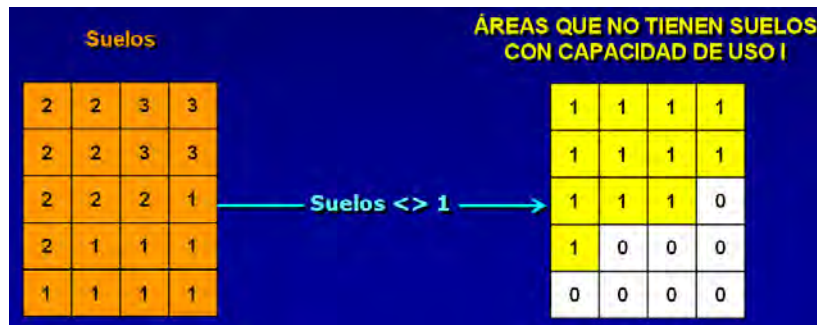 Suelos
ÁREAS QUE NO TIENEN SUELOS
CON CAPACIDAD DE USO I
2 2 3 3
2 2 3 3
2 2 2 1
2 1 1 1
1 1 1 1
Suelos <> 1
1 1 1 1
1 1 1 1
1 1 1 0
1 0 0 0
0 0 0 0